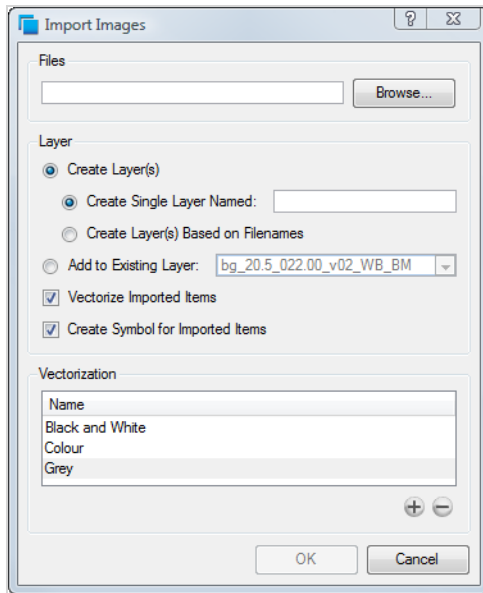 Import Images
Files
Browse...
Layer
Create Layer(s)
Create Single Layer Named:
Create Layer(s) Based on Filenames
Add to Existing Layer: bg_20.5_022.00_v02_WB_BM
Vectorize Imported Items
Create Symbol for Imported Items
Vectorization
Name
Black and White
Colour
Grey
OK Cancel